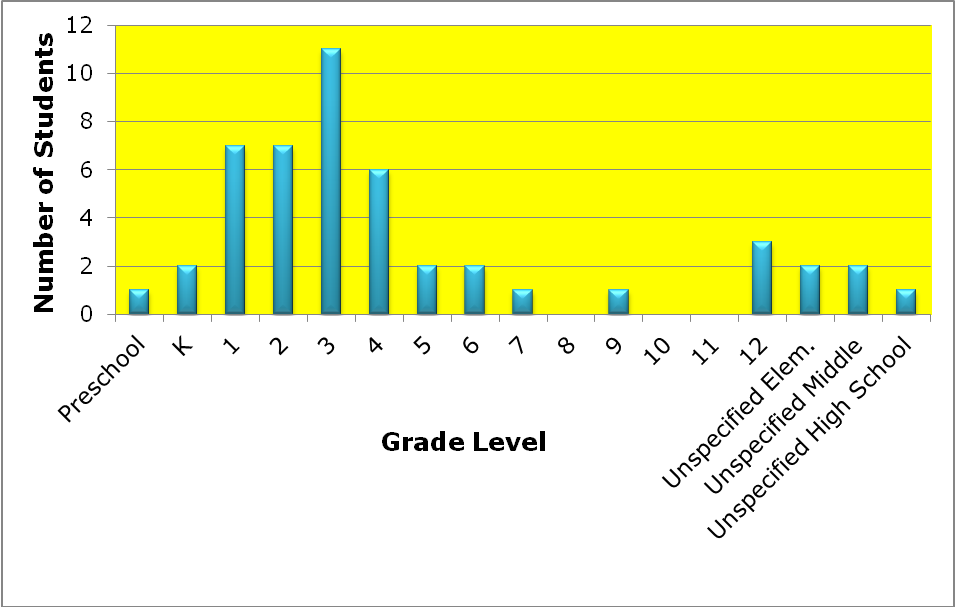 Number of Students
12
10
8
6
4
2
0
Preschool
K
1
2
3
4
5
6
7
8
9
10
11
12
Unspecified Elem.
Unspecified Middle
Unspecified High School
Grade Level